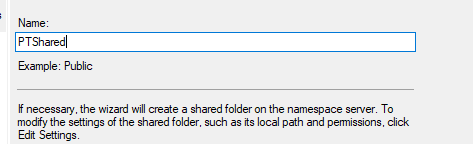 Name:
PTShared
Example: Public
If necessary, the wizard will create a shared folder on the namespace server. To
modify the settings of the shared folder, such as its local path and permissions, click
Edit Settings.